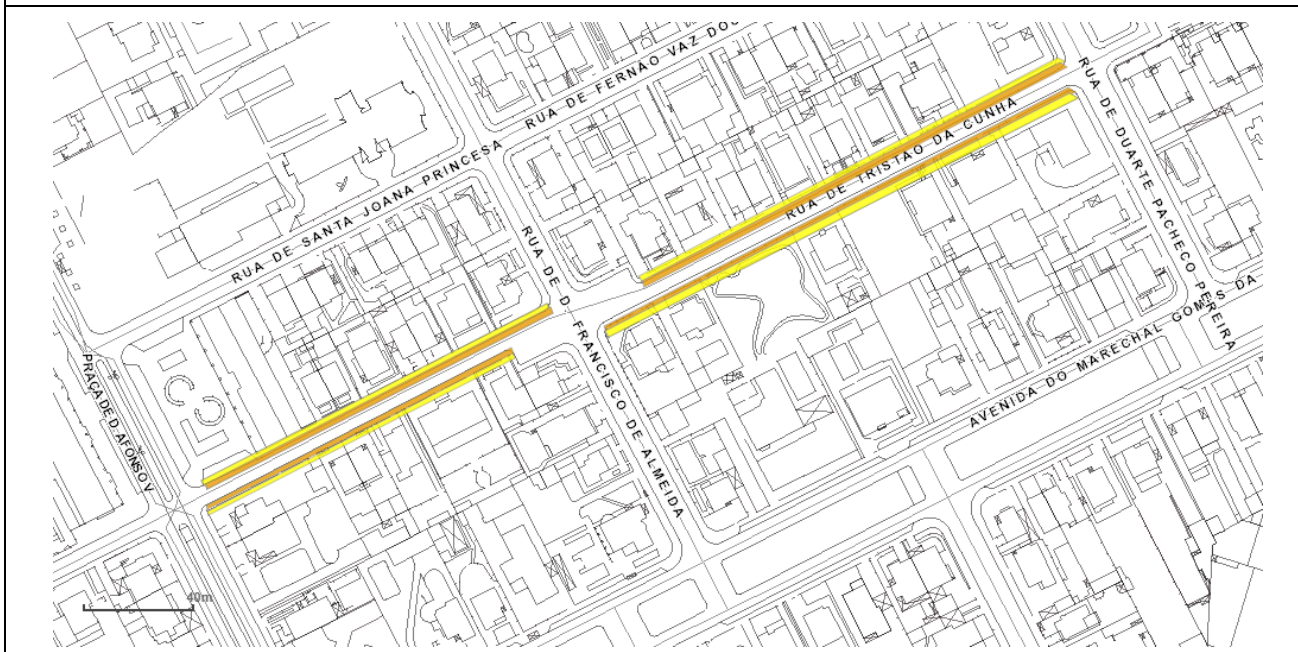 RUA DE FERNÃO VAZ DOU
RUA DE DUARTE PACHECO PEREIRA
RUA DE TRISTÃO DA CUNHA
RUA DE SANTA JOANA PRINCESA
RUA DE D. FRANCISCO DE ALMEIDA
AVENIDA DO MARECHAL GOMES DA
PRAÇA DE D. AFONSO V
40m